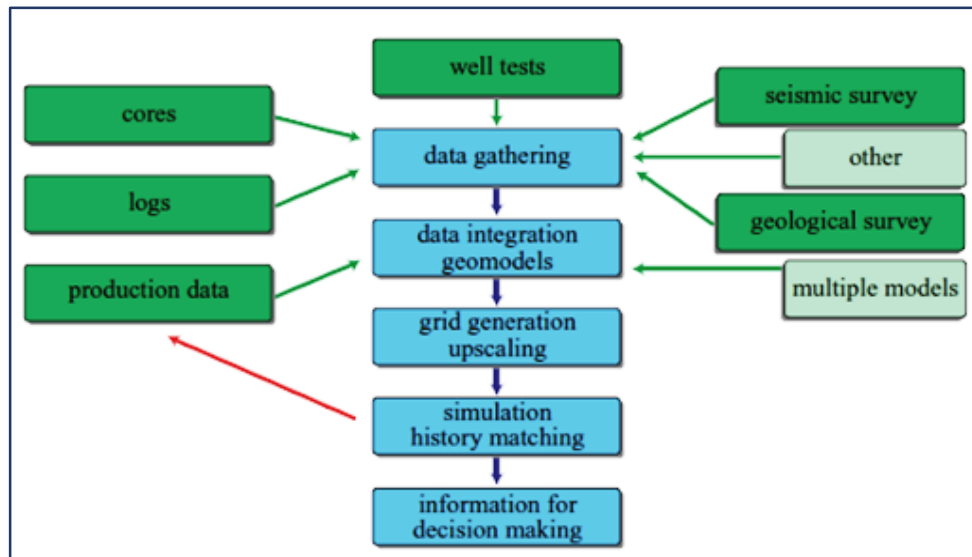 well tests
seismic survey
cores
data gathering
other
logs
geological survey
data integration
geomodels
production data
multiple models
grid generation
upscaling
simulation
history matching
information for
decision making